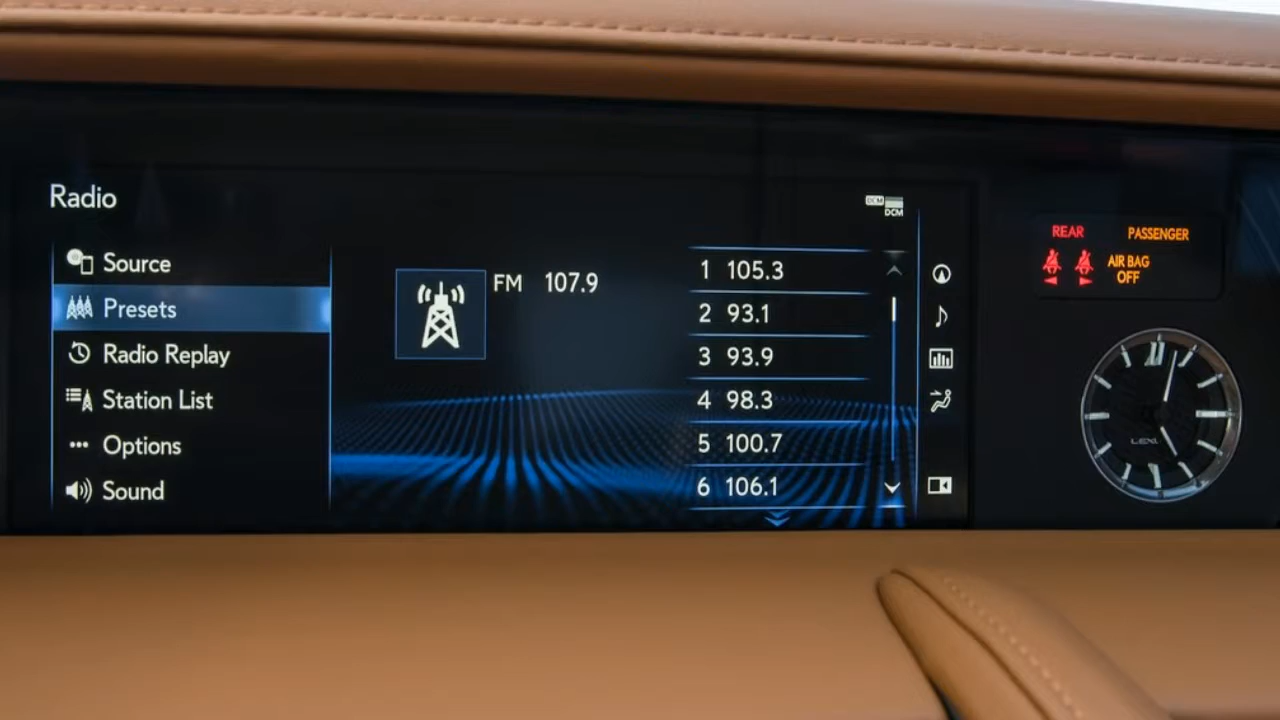 Radio
DCM
DCM
Source
Presets
Radio Replay
Station List
Options
Sound
FM 107.9
1 105.3
2 93.1
3 93.9
4 98.3
5 100.7
6 106.1
REAR
PASSENGER
AIR BAG
OFF